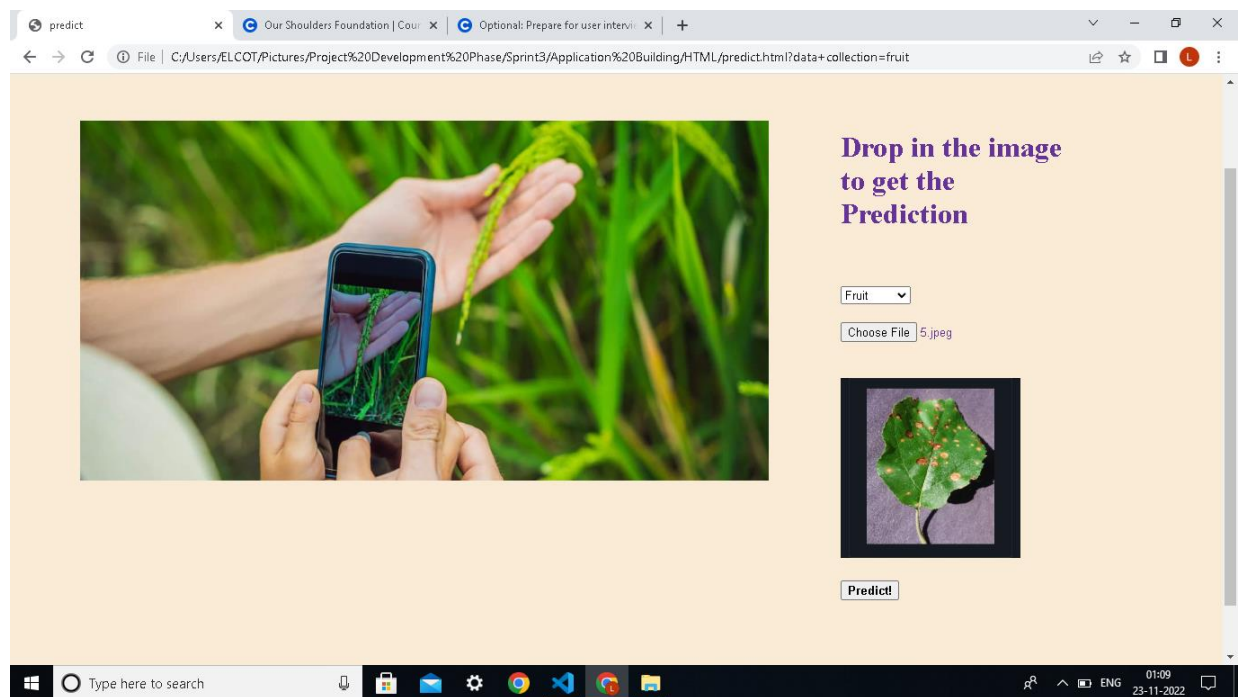 predict
Our Shoulders Foundation | Cour
Optional: Prepare for user intervie
File | C:/Users/ELCOT/Pictures/Project%20Development%20Phase/Sprint3/Application%20Building/HTML/predict.html?data+collection=fruit
L
Drop in the image
to get the
Prediction
Fruit
Choose File 5.jpeg
Predict!
Type here to search
ENG
01:09
23-11-2022